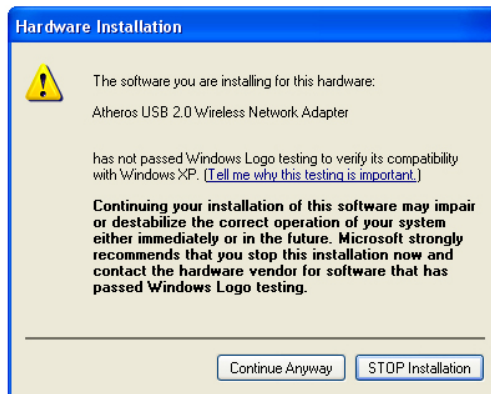 Hardware Installation
The software you are installing for this hardware:
Atheros USB 2.0 Wireless Network Adapter
has not passed Windows Logo testing to verify its compatibility
with Windows XP. (Tell me why this testing is important.)
Continuing your installation of this software may impair
or destabilize the correct operation of your system
either immediately or in the future. Microsoft strongly
recommends that you stop this installation now and
contact the hardware vendor for software that has
passed Windows Logo testing.
Continue Anyway
STOP Installation